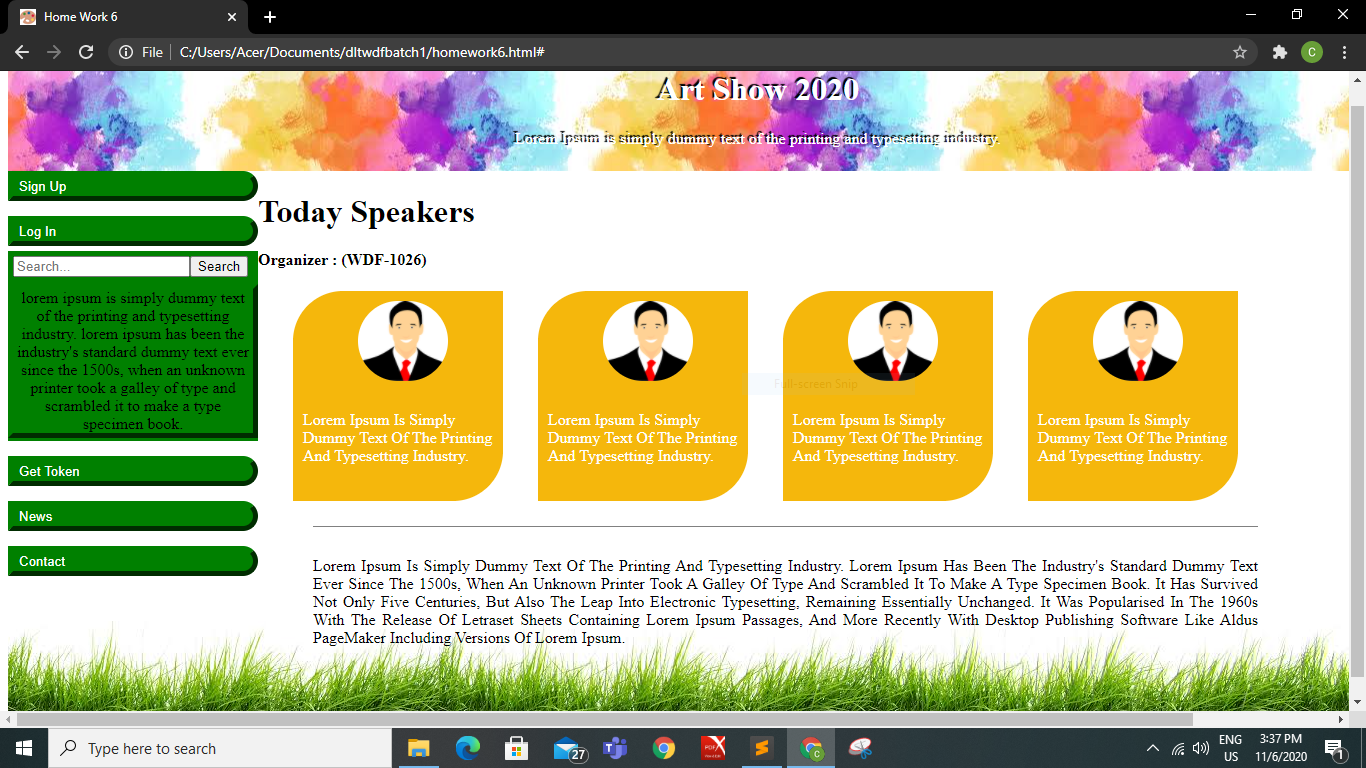 Home Work 6
File
C:/Users/Acer/Documents/dltwdfbatch1/homework6.html#
C
Art Show 2020
Lorem Ipsum is simply dummy text of the printing and typesetting industry.
Sign Up
Log In
Search...
Search
lorem ipsum is simply dummy text
of the printing and typesetting
industry. lorem ipsum has been the
industry's standard dummy text ever
since the 1500s, when an unknown
printer took a galley of type and
scrambled it to make a type
specimen book.
Get Token
News
Contact
Today Speakers
Organizer : (WDF-1026)
Lorem Ipsum Is Simply
Dummy Text Of The Printing
And Typesetting Industry.
Lorem Ipsum Is Simply
Dummy Text Of The Printing
And Typesetting Industry.
Full-screen Snip
Lorem Ipsum Is Simply
Dummy Text Of The Printing
And Typesetting Industry.
Lorem Ipsum Is Simply
Dummy Text Of The Printing
And Typesetting Industry.
Lorem Ipsum Is Simply Dummy Text Of The Printing And Typesetting Industry. Lorem Ipsum Has Been The Industry's Standard Dummy Text
Ever Since The 1500s, When An Unknown Printer Took A Galley Of Type And Scrambled It To Make A Type Specimen Book. It Has Survived
Not Only Five Centuries, But Also The Leap Into Electronic Typesetting, Remaining Essentially Unchanged. It Was Popularised In The 1960s
With The Release Of Letraset Sheets Containing Lorem Ipsum Passages, And More Recently With Desktop Publishing Software Like Aldus
PageMaker Including Versions Of Lorem Ipsum.
Type here to search
27
PDF X
C
ENG
US
3:37 PM
11/6/2020
1